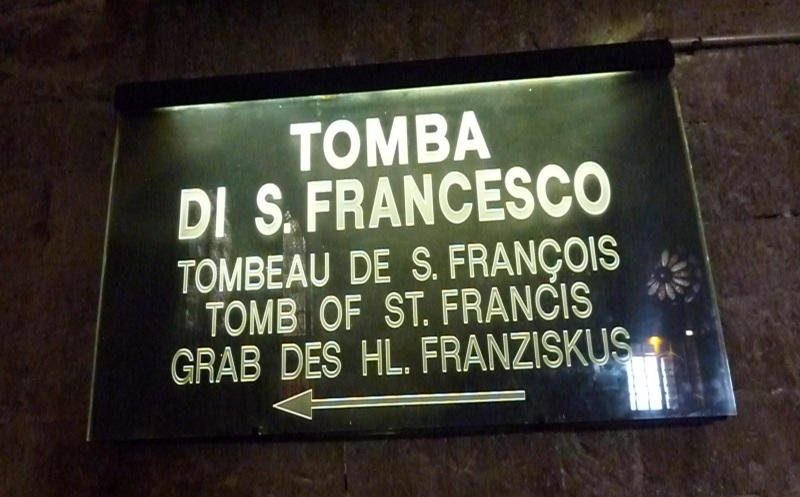 TOMBA
DI S. FRANCESCO
TOMBEAU DE S. FRANÇOIS
TOMB OF ST. FRANCIS
GRAB DES HL. FRANZISKUS